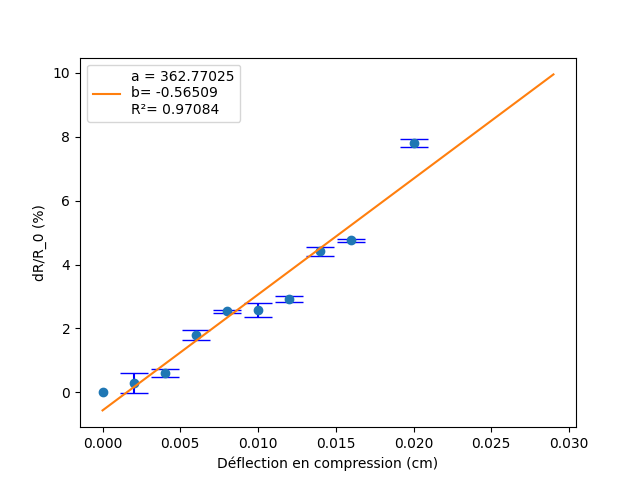 a = 362.77025
b= -0.56509
R²= 0.97084
10
8
6
4
2
0
dR/R_0 (%)
0.000 0.005 0.010 0.015 0.020 0.025 0.030
Déflection en compression (cm)